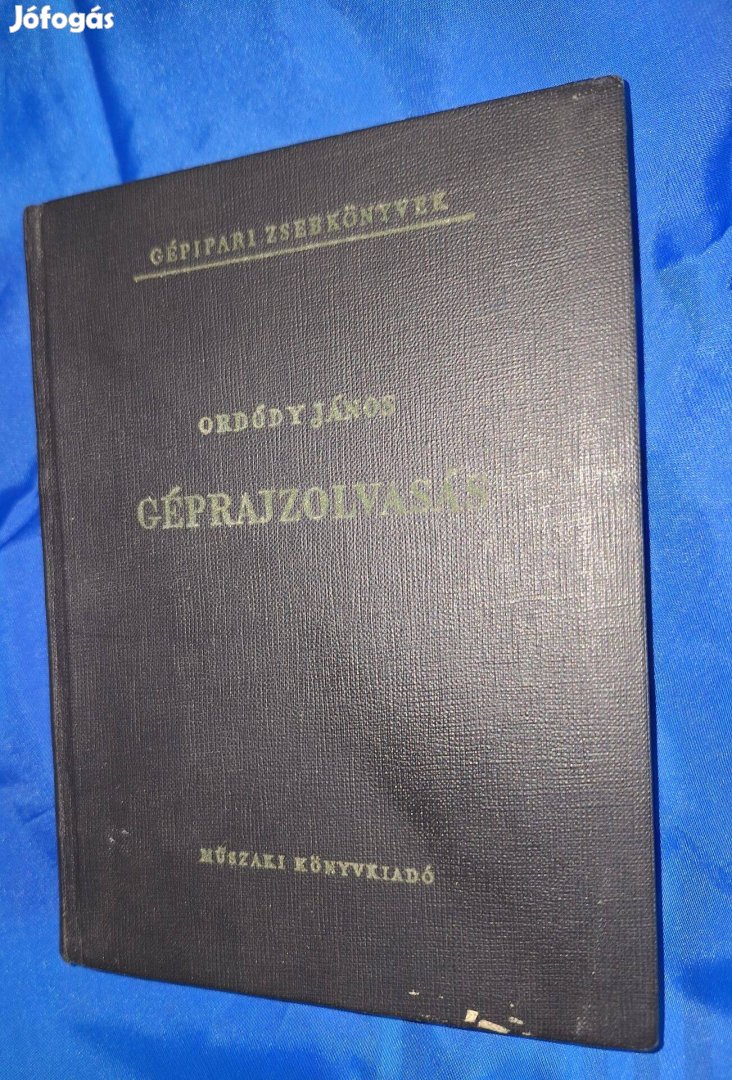 Jófogás
GÉPIPARI ZSEBKÖNYVEK
ORDÓDY JÁNOS
GÉPRAJZOLVASÁS
MŰSZAKI KÖNYVKIADÓ